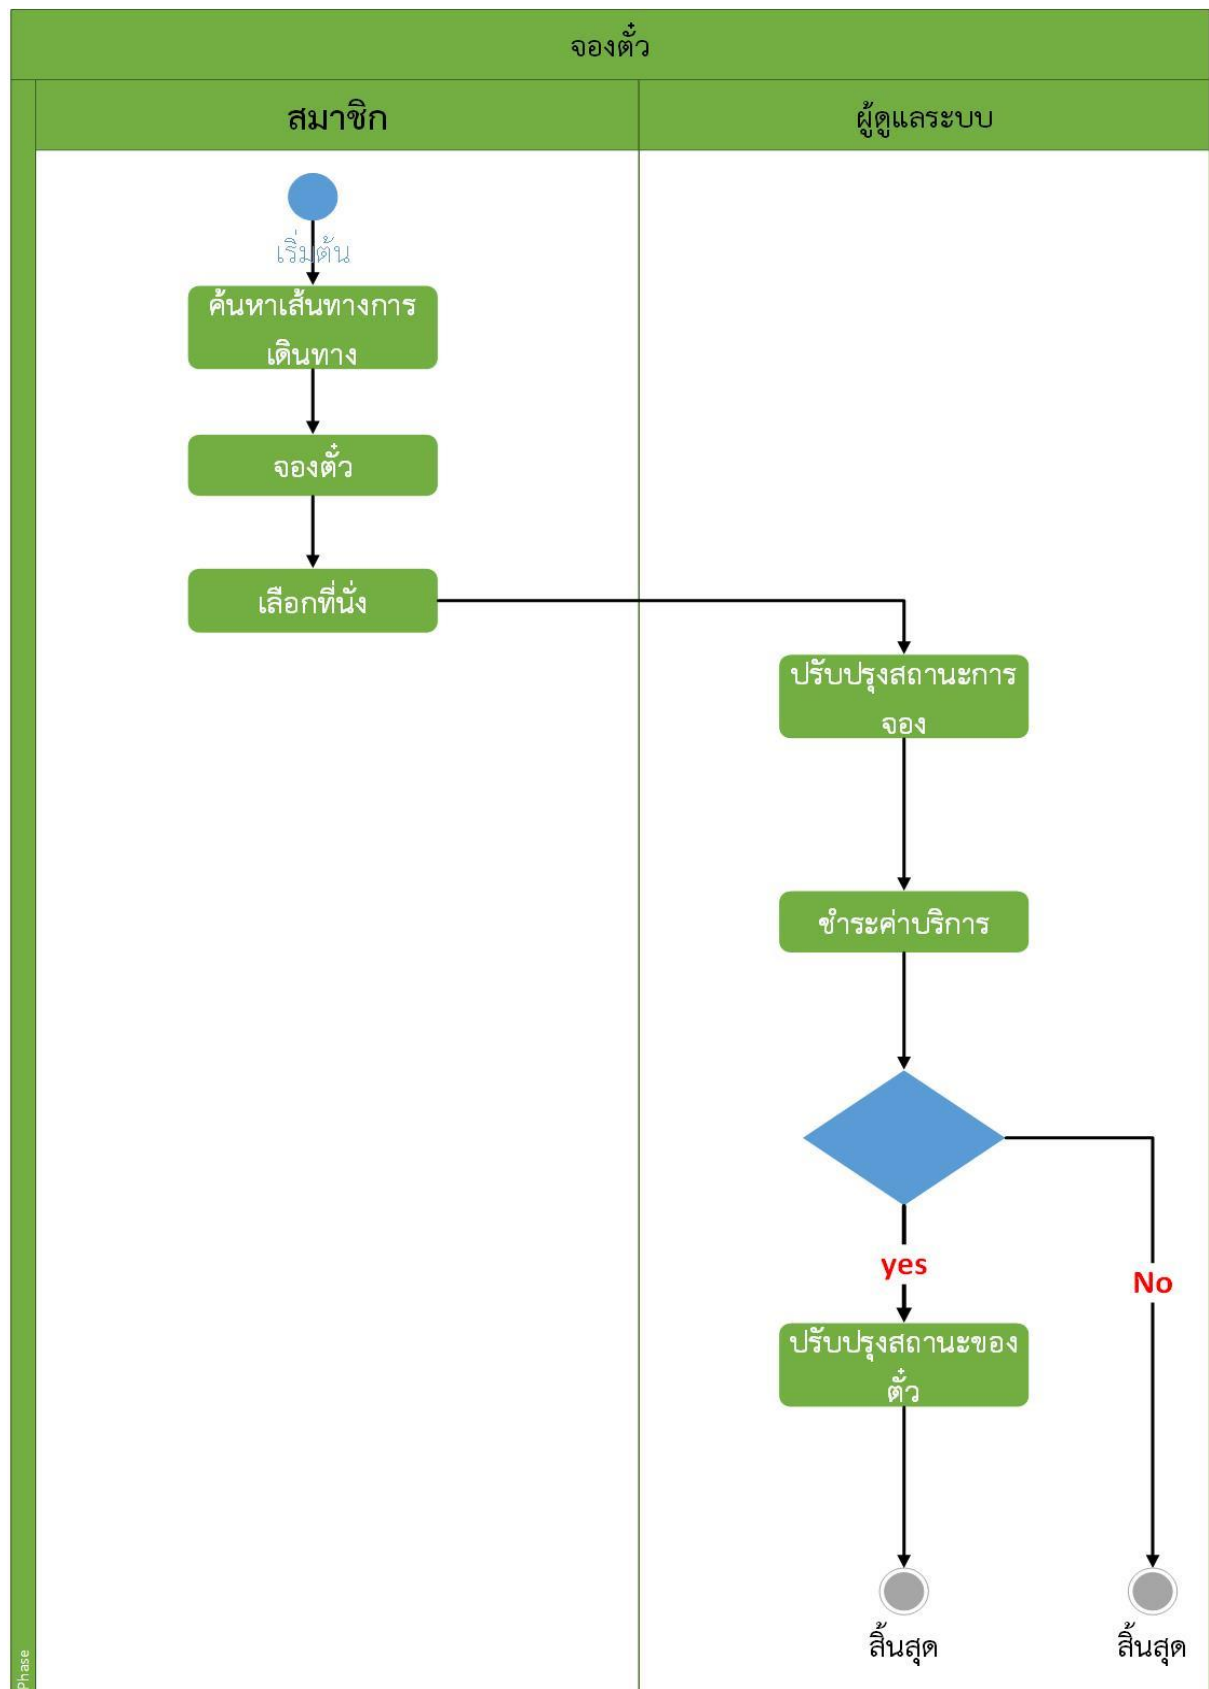 จองตั๋ว
สมาชิก
ผู้ดูแลระบบ
เริ่มต้น
ค้นหาเส้นทางการ
เดินทาง
จองตั๋ว
เลือกที่นั่ง
ปรับปรุงสถานะการ
จอง
ชำระค่าบริการ
yes
No
ปรับปรุงสถานะของ
ตั๋ว
สิ้นสุด
สิ้นสุด
Phase